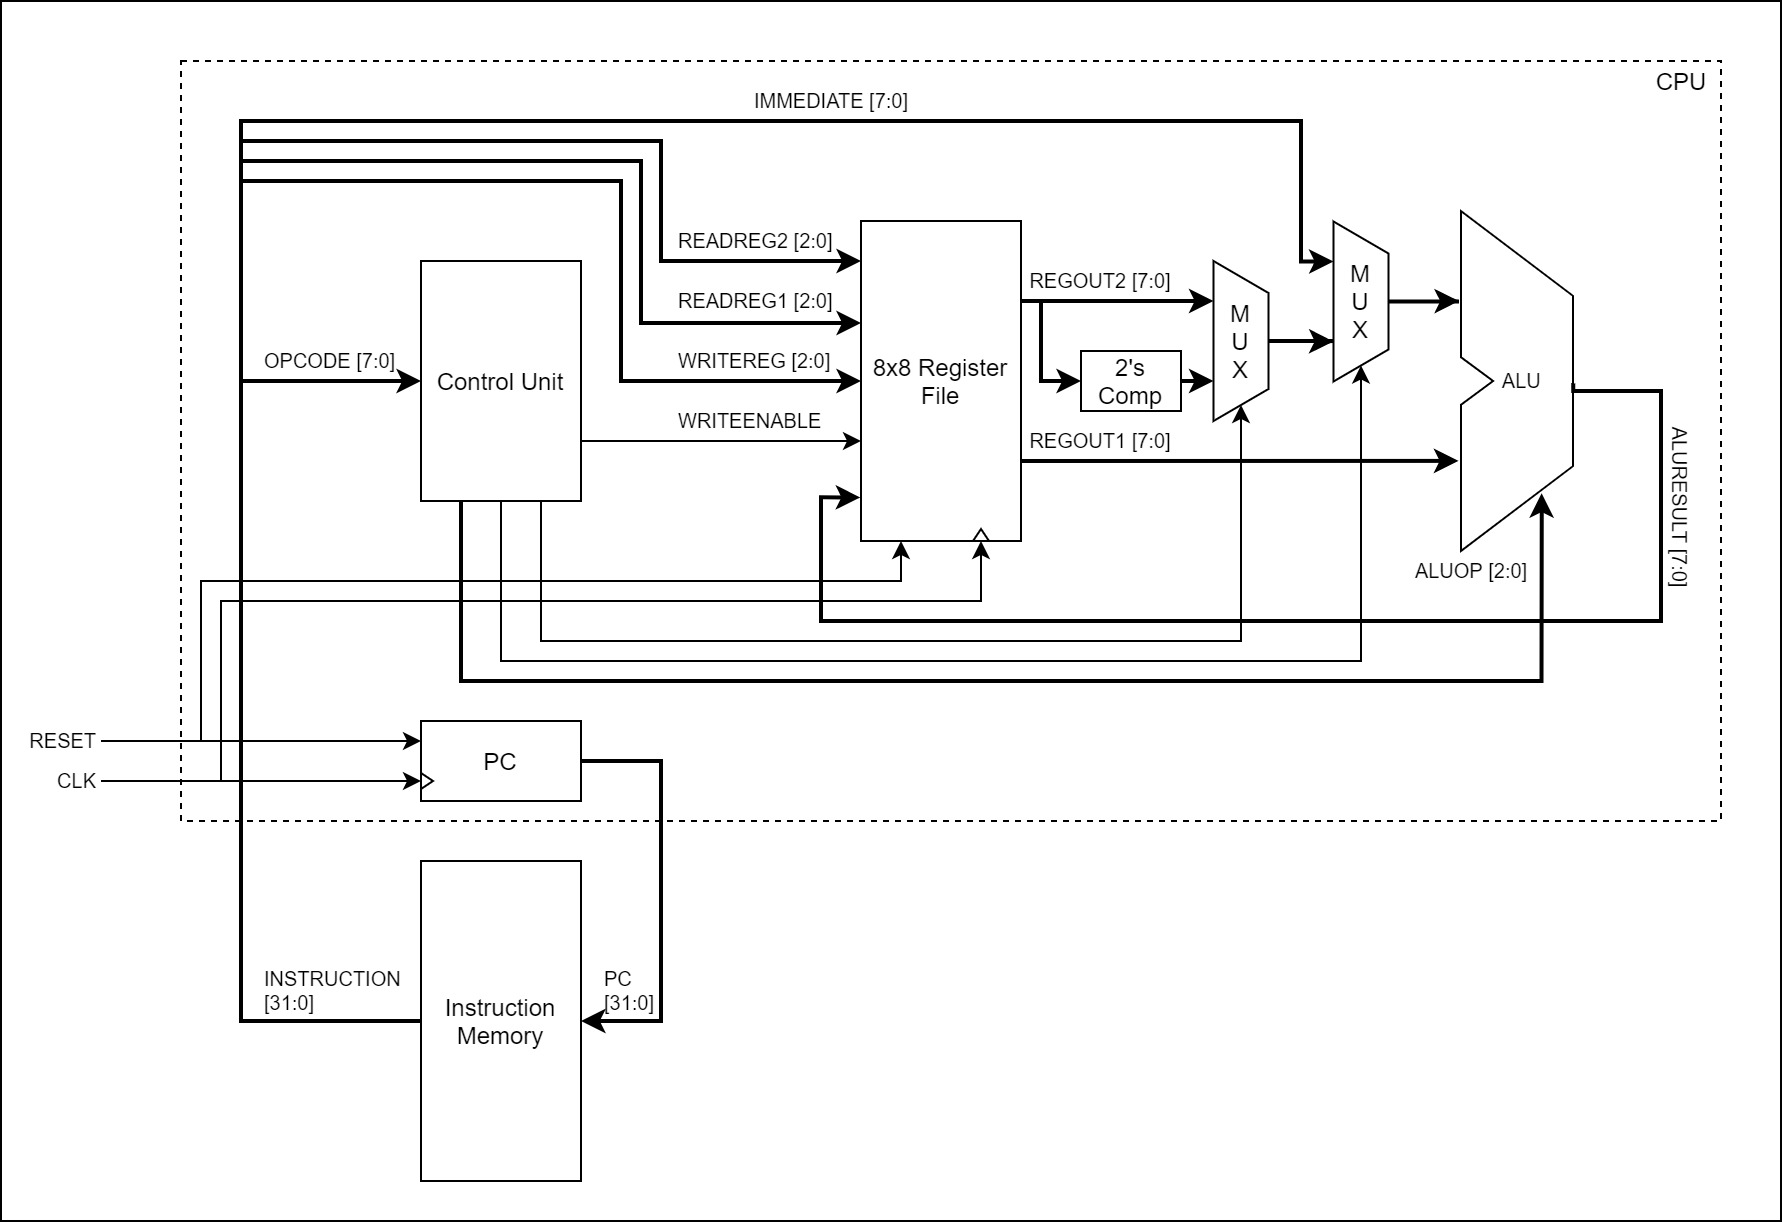 CPU
IMMEDIATE [7:0]
READREG2 [2:0]
READREG1 [2:0]
WRITEREG [2:0]
WRITEENABLE
OPCODE [7:0]
Control Unit
8x8 Register
File
REGOUT2 [7:0]
2's
Comp
REGOUT1 [7:0]
M
U
X
M
U
X
ALU
ALURESULT [7:0]
ALUOP [2:0]
RESET
CLK
PC
INSTRUCTION
[31:0]
Instruction
Memory
PC
[31:0]